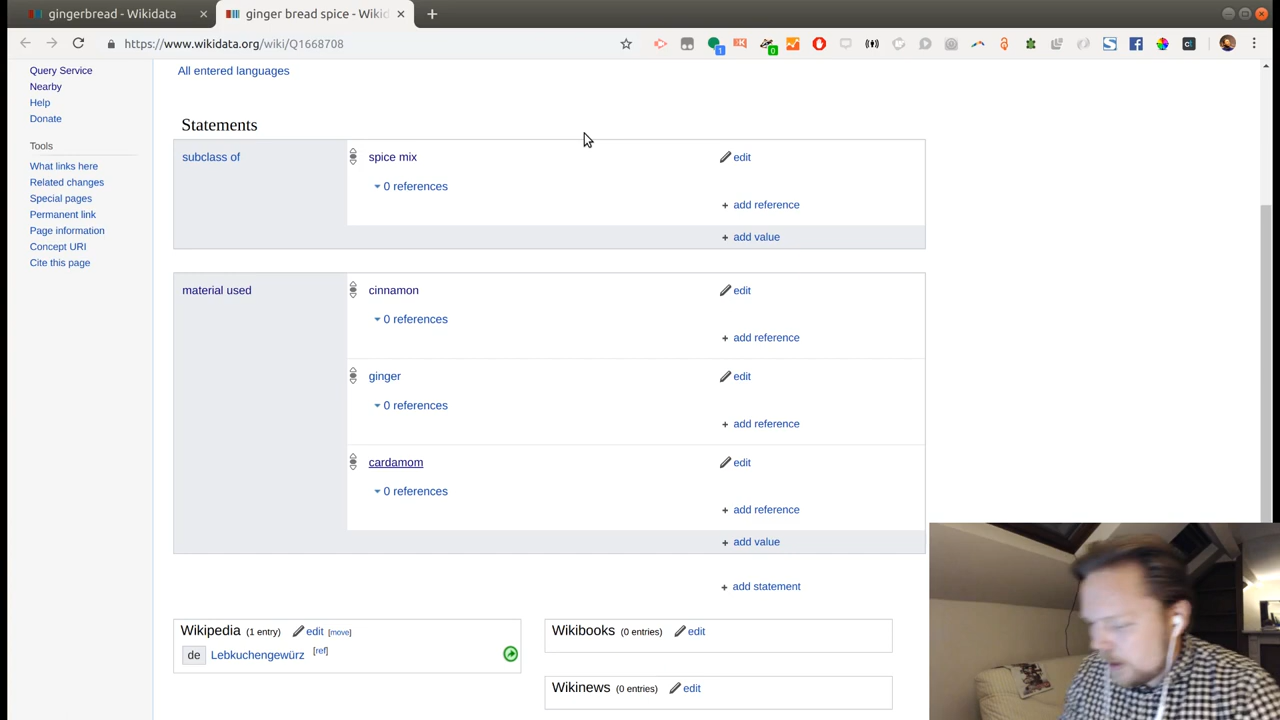 gingerbread - Wikidata
ginger bread spice - Wikid
https://www.wikidata.org/wiki/Q1668708
1
0
Query Service
Nearby
Help
Donate
Tools
What links here
Related changes
Special pages
Permanent link
Page information
Concept URI
Cite this page
All entered languages
Statements
subclass of
spice mix
edit
0 references
+ add reference
+ add value
material used
cinnamon
edit
0 references
+ add reference
ginger
edit
0 references
+ add reference
cardamom
edit
0 references
+ add reference
+ add value
+ add statement
Wikipedia (1 entry) edit [move]
de Lebkuchengewürz [ref]
Wikibooks (0 entries) edit
Wikinews (0 entries) edit